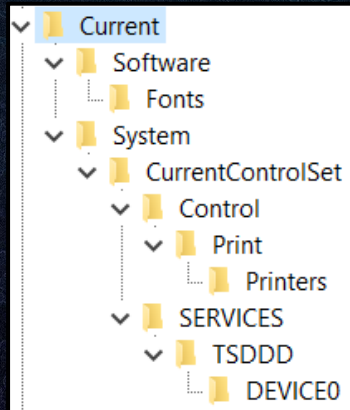 Current
Software
Fonts
System
CurrentControlSet
Control
Print
Printers
SERVICES
TSDDD
DEVICE0